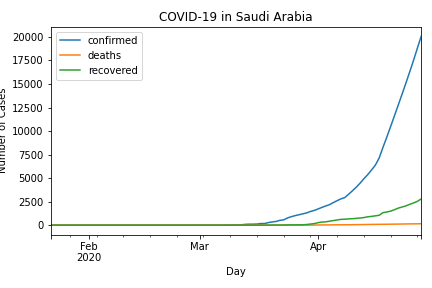 COVID-19 in Saudi Arabia
confirmed
deaths
recovered
20000
17500
15000
12500
10000
7500
5000
2500
0
Number of Cases
Feb
2020
Mar
Apr
Day